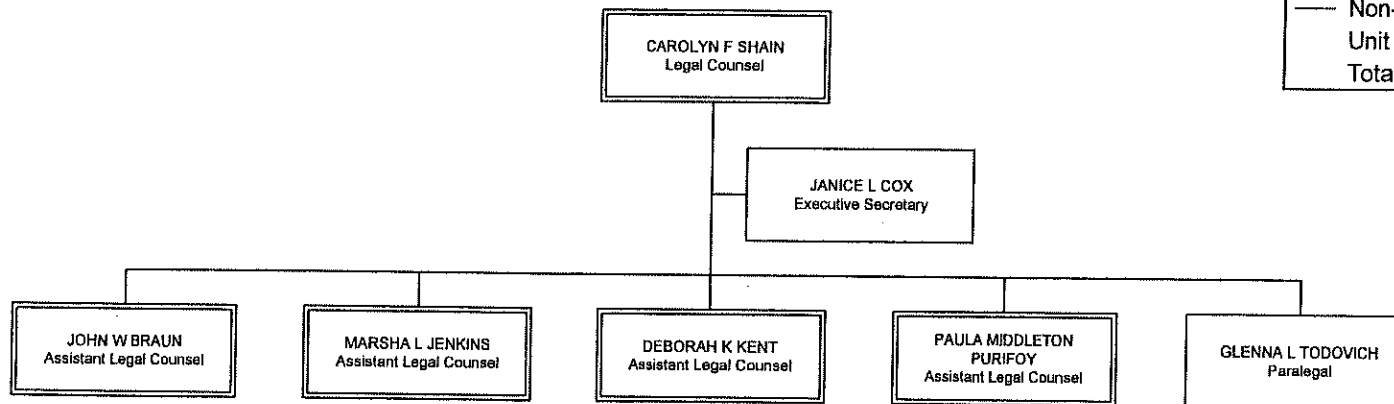 Non-
Unit
Tota
CAROLYN F SHAIN
Legal Counsel
JANICE L COX
Executive Secretary
JOHN W BRAUN
Assistant Legal Counsel
MARSHA L JENKINS
Assistant Legal Counsel
DEBORAH K KENT
Assistant Legal Counsel
PAULA MIDDLETON
PURIFOY
Assistant Legal Counsel
GLENNA L TODOVICH
Paralegal